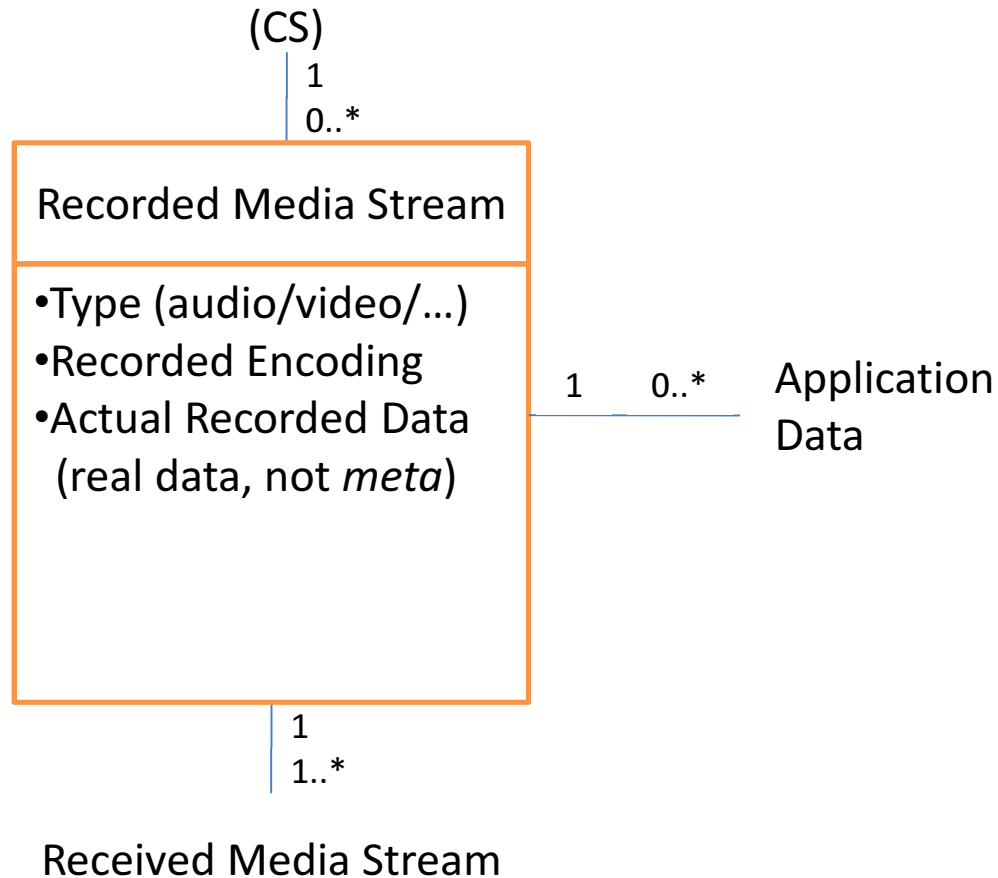 (CS)
1
0..*
Recorded Media Stream
•Type (audio/video/…)
•Recorded Encoding
•Actual Recorded Data
(real data, not meta)
1 0..* Application
Data
1
1..*
Received Media Stream